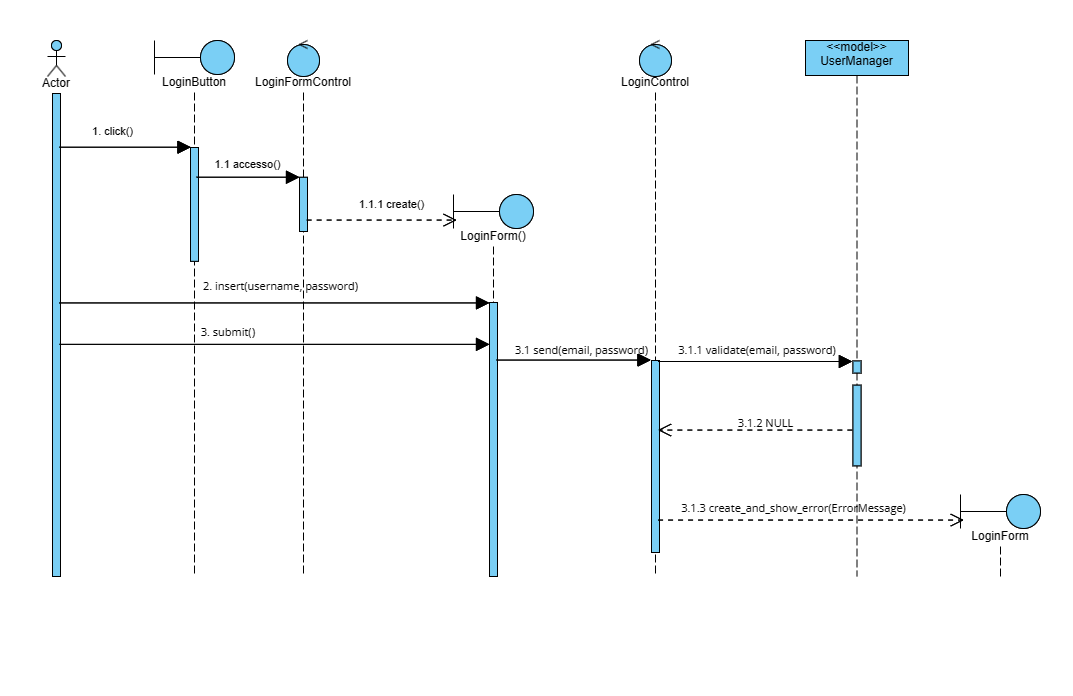 <<model>>
UserManager
Actor
LoginButton
LoginFormControl
LoginControl
1. click()
1.1 accesso()
1.1.1 create()
LoginForm()
2. insert(username, password)
3. submit()
3.1 send(email, password)
3.1.1 validate(email, password)
3.1.2 NULL
3.1.3 create_and_show_error(ErrorMessage)
LoginForm